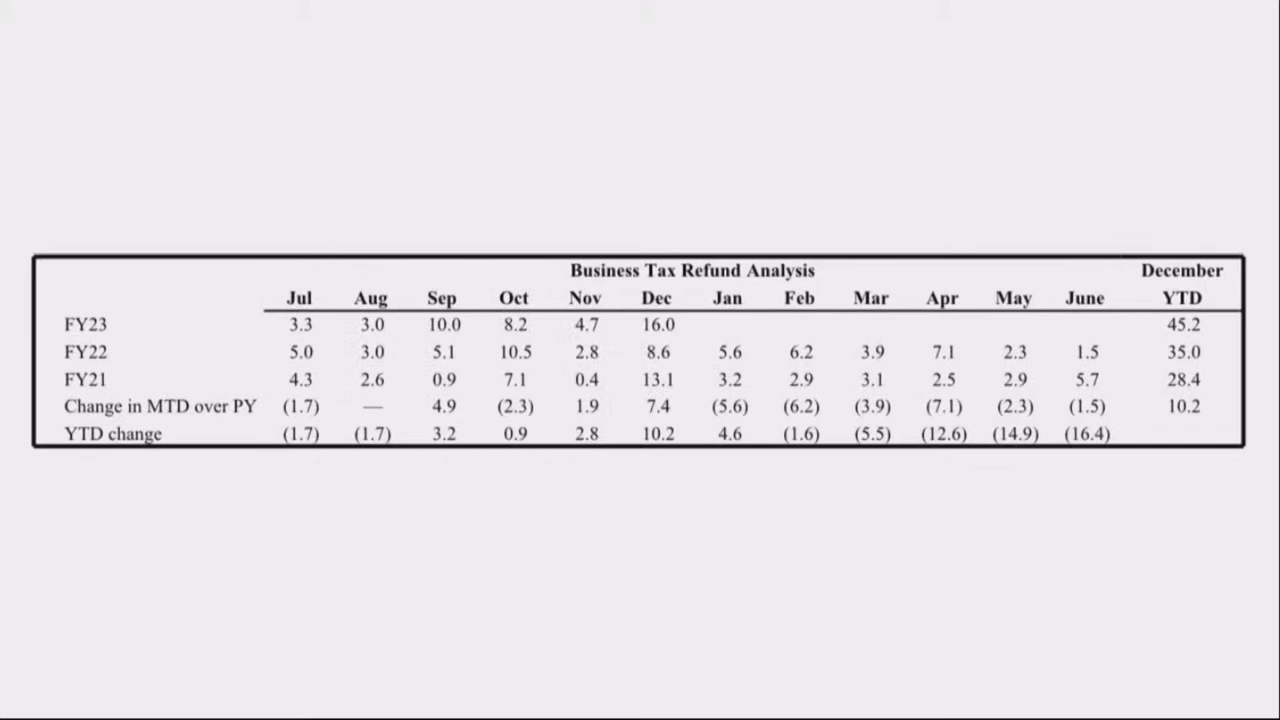 Business Tax Refund Analysis December
Jul Aug Sep Oct Nov Dec Jan Feb Mar Apr May June YTD
FY23 3.3 3.0 10.0 8.2 4.7 16.0 45.2
FY22 5.0 3.0 5.1 10.5 2.8 8.6 5.6 6.2 3.9 7.1 2.3 1.5 35.0
FY21 4.3 2.6 0.9 7.1 0.4 13.1 3.2 2.9 3.1 2.5 2.9 5.7 28.4
Change in MTD over PY (1.7) — 4.9 (2.3) 1.9 7.4 (5.6) (6.2) (3.9) (7.1) (2.3) (1.5) 10.2
YTD change (1.7) (1.7) 3.2 0.9 2.8 10.2 4.6 (1.6) (5.5) (12.6) (14.9) (16.4)